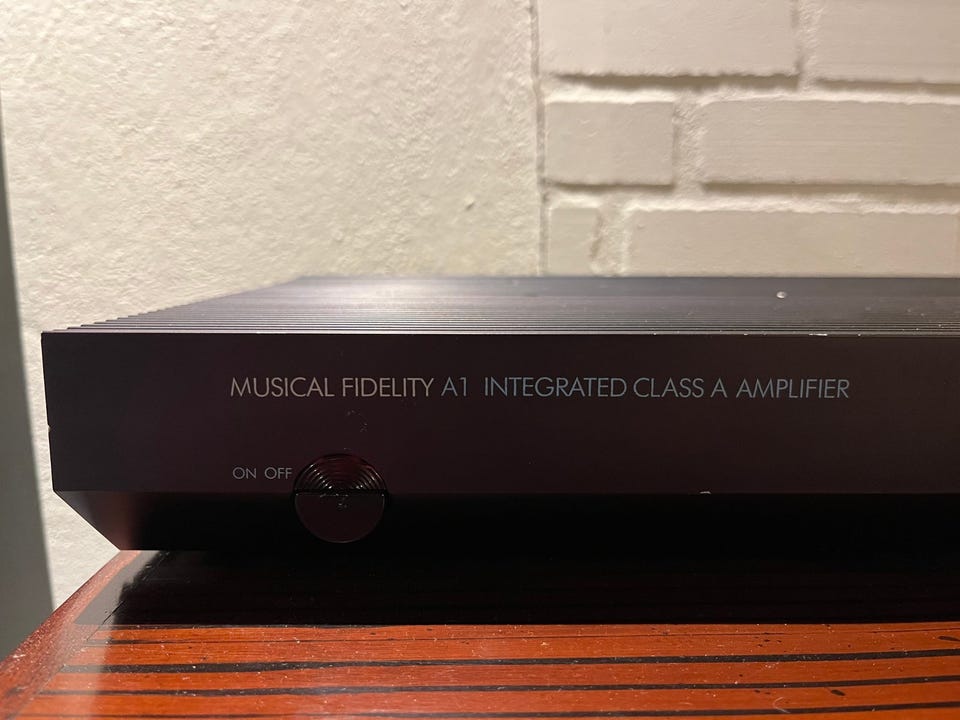 MUSICAL FIDELITY A1 INTEGRATED CLASS A AMPLIFIER
ON OFF